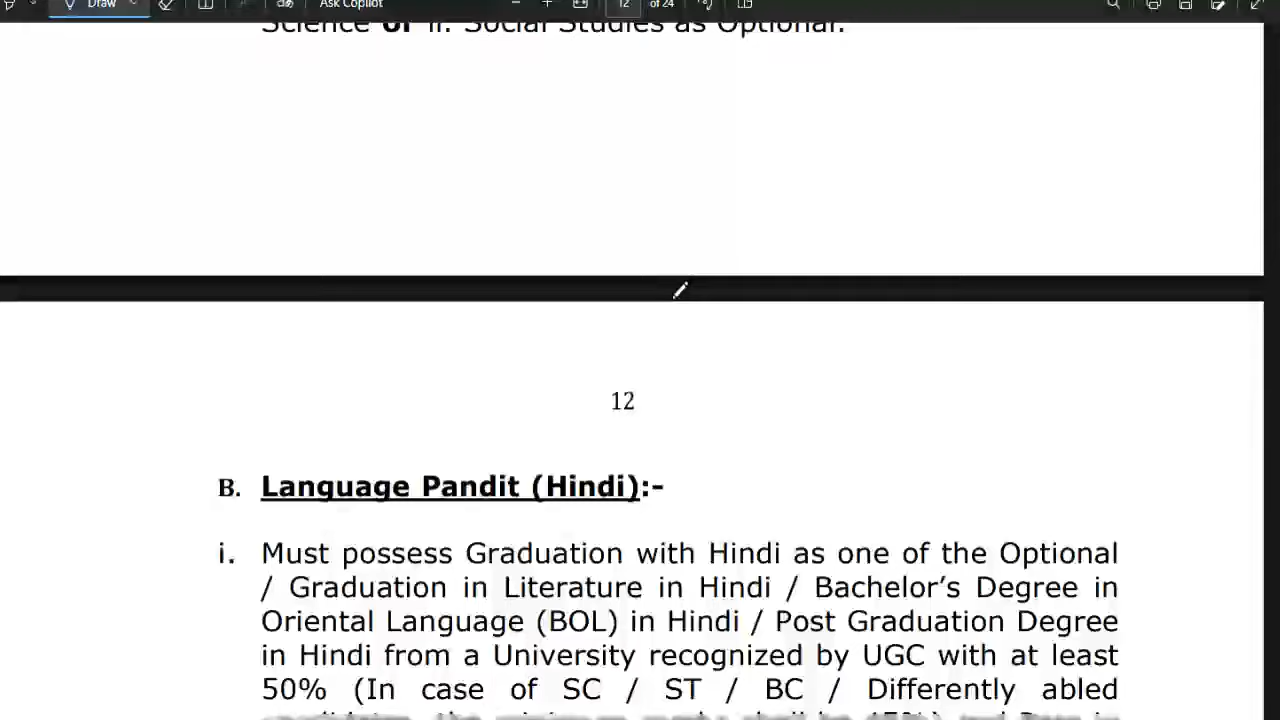 Draw
Ask Copilot
12 of 24
Science or ii. Social Studies as Optional.
12
B. Language Pandit (Hindi):-
i. Must possess Graduation with Hindi as one of the Optional
/ Graduation in Literature in Hindi / Bachelor’s Degree in
Oriental Language (BOL) in Hindi / Post Graduation Degree
in Hindi from a University recognized by UGC with at least
50% (In case of SC / ST / BC / Differently abled